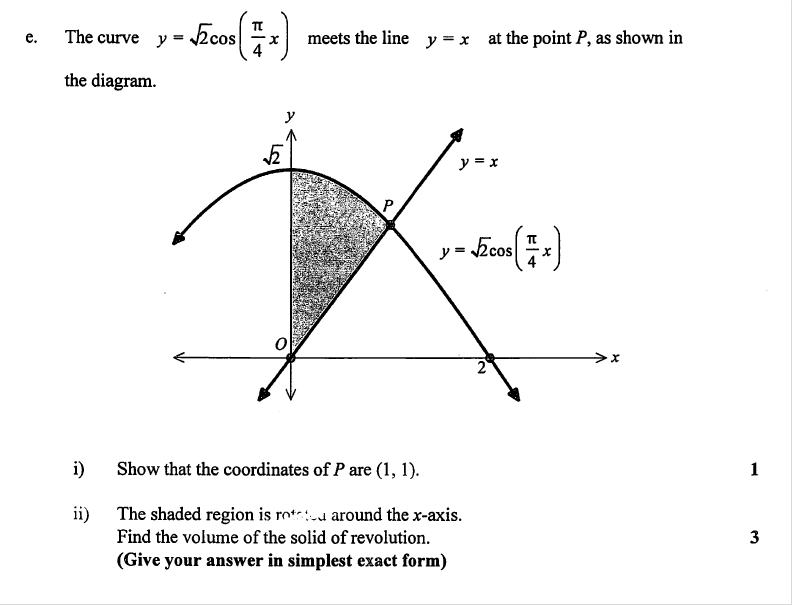 e. The curve y = √2cos(π/4 x) meets the line y = x at the point P, as shown in
the diagram.
y
√2
y = x
P
y = √2cos(π/4 x)
O
2
x
i) Show that the coordinates of P are (1, 1). 1
ii) The shaded region is rotated around the x-axis.
Find the volume of the solid of revolution. 3
(Give your answer in simplest exact form)